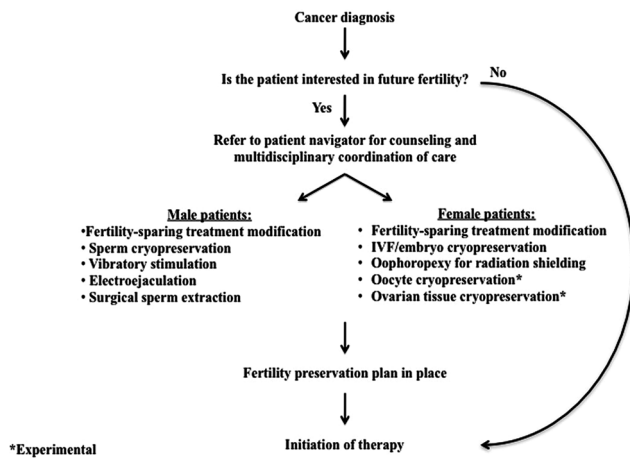 Cancer diagnosis
Is the patient interested in future fertility?
No
Yes
Refer to patient navigator for counseling and
multidisciplinary coordination of care
Male patients:
•Fertility-sparing treatment modification
• Sperm cryopreservation
• Vibratory stimulation
• Electroejaculation
• Surgical sperm extraction
Female patients:
• Fertility-sparing treatment modification
• IVF/embryo cryopreservation
• Oophoropexy for radiation shielding
• Oocyte cryopreservation*
• Ovarian tissue cryopreservation*
Fertility preservation plan in place
Initiation of therapy
*Experimental